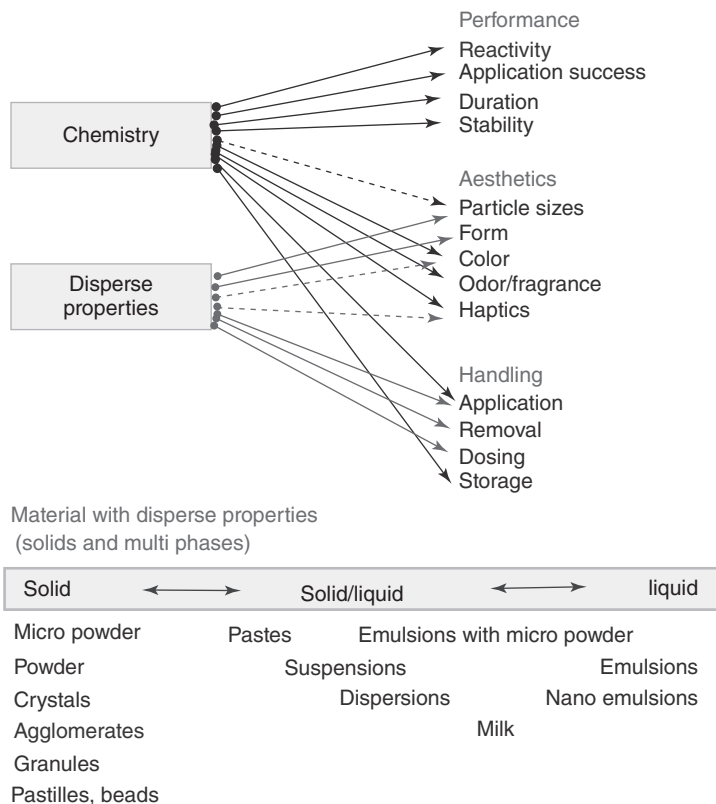 Performance
Reactivity
Application success
Duration
Stability
Chemistry
Aesthetics
Particle sizes
Form
Color
Odor/fragrance
Haptics
Disperse
properties
Handling
Application
Removal
Dosing
Storage
Material with disperse properties
(solids and multi phases)
Solid Solid/liquid liquid
Micro powder Pastes Emulsions with micro powder
Powder Suspensions Emulsions
Crystals Dispersions Nano emulsions
Agglomerates Milk
Granules
Pastilles, beads